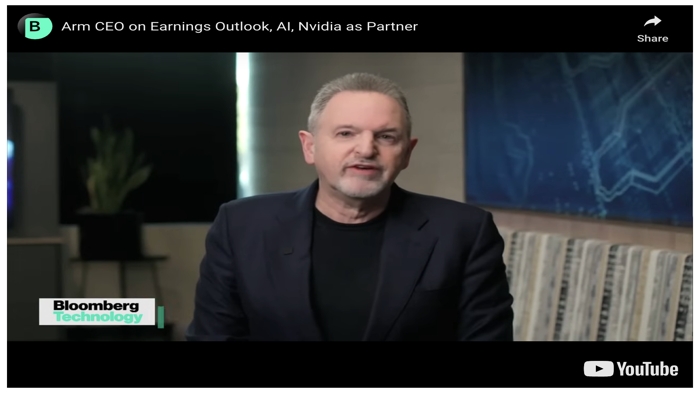 B
Arm CEO on Earnings Outlook, AI, Nvidia as Partner
Share
Bloomberg
Technology
YouTube